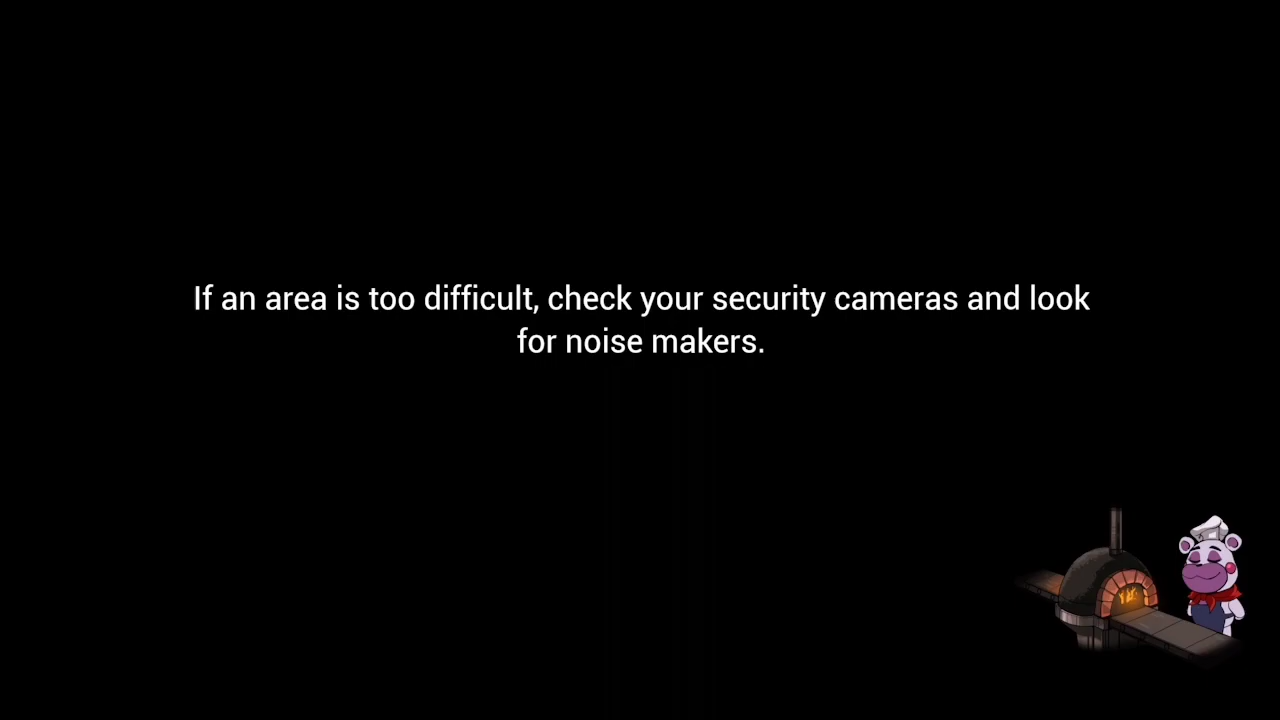 If an area is too difficult, check your security cameras and look
for noise makers.